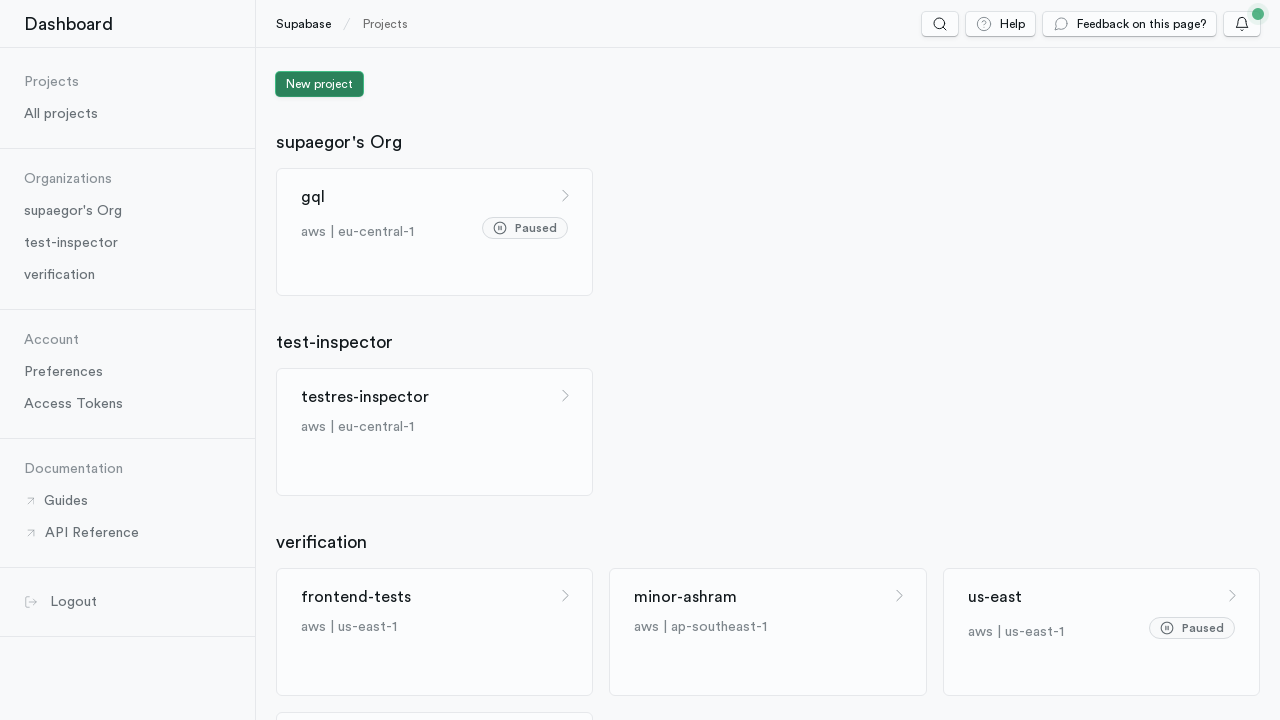 Dashboard
Supabase / Projects
Help
Feedback on this page?
Projects
All projects
Organizations
supaegor's Org
test-inspector
verification
Account
Preferences
Access Tokens
Documentation
Guides
API Reference
Logout
New project
supaegor's Org
gql
aws | eu-central-1
Paused
test-inspector
testres-inspector
aws | eu-central-1
verification
frontend-tests
aws | us-east-1
minor-ashram
aws | ap-southeast-1
us-east
aws | us-east-1
Paused